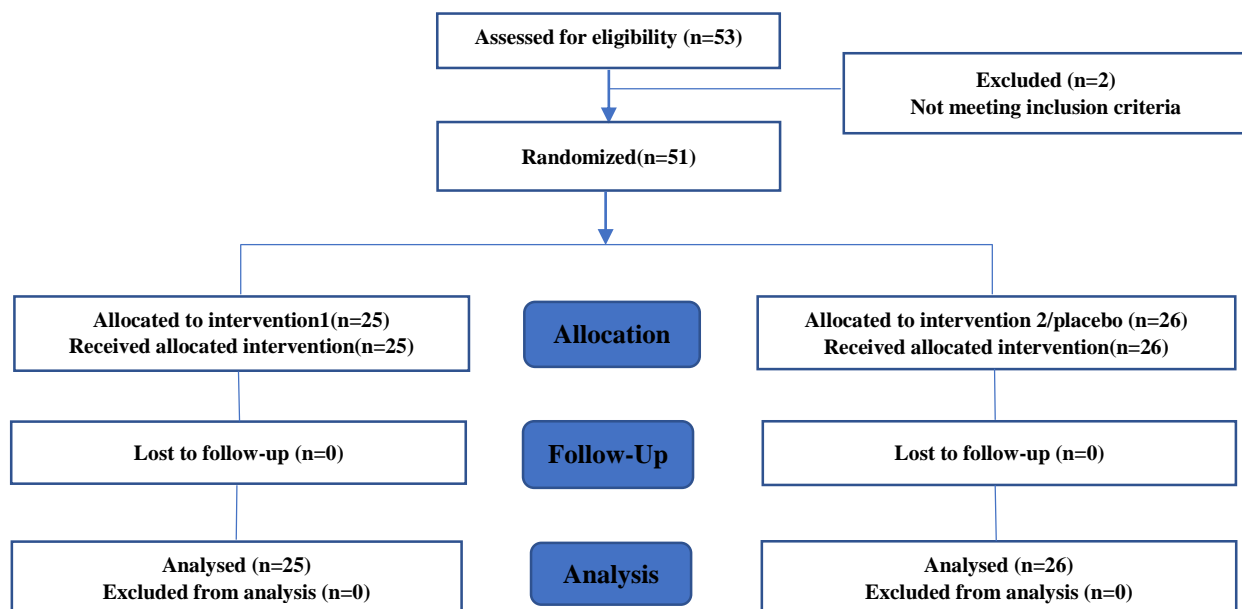 Assessed for eligibility (n=53)
Excluded (n=2)
Not meeting inclusion criteria
Randomized(n=51)
Allocated to intervention1(n=25)
Received allocated intervention(n=25)
Allocation
Allocated to intervention 2/placebo (n=26)
Received allocated intervention(n=26)
Lost to follow-up (n=0)
Follow-Up
Lost to follow-up (n=0)
Analysed (n=25)
Excluded from analysis (n=0)
Analysis
Analysed (n=26)
Excluded from analysis (n=0)